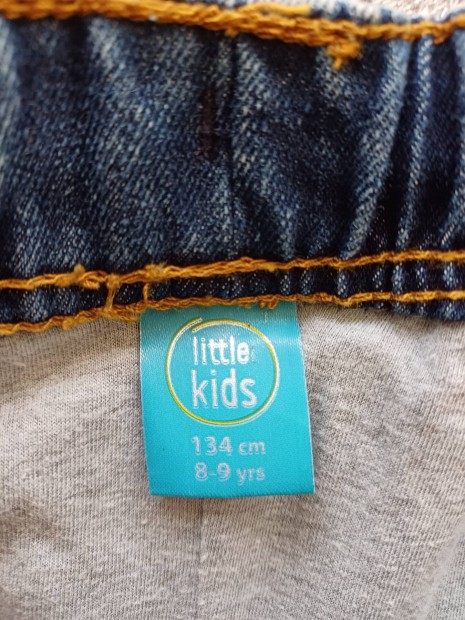 little
kids
134 cm
8-9 yrs